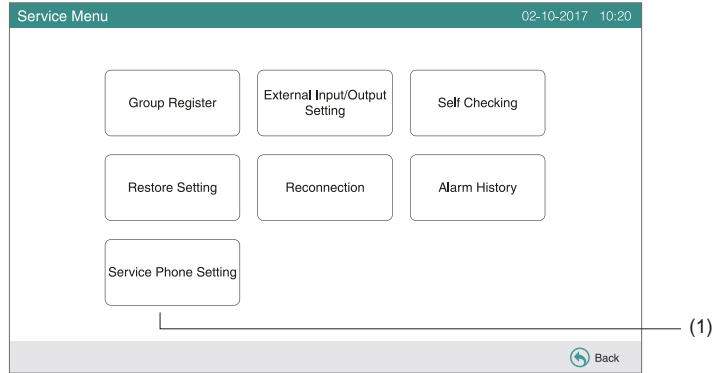 Service Menu 02-10-2017 10:20
Group Register
External Input/Output
Setting
Self Checking
Restore Setting
Reconnection
Alarm History
Service Phone Setting
(1)
Back